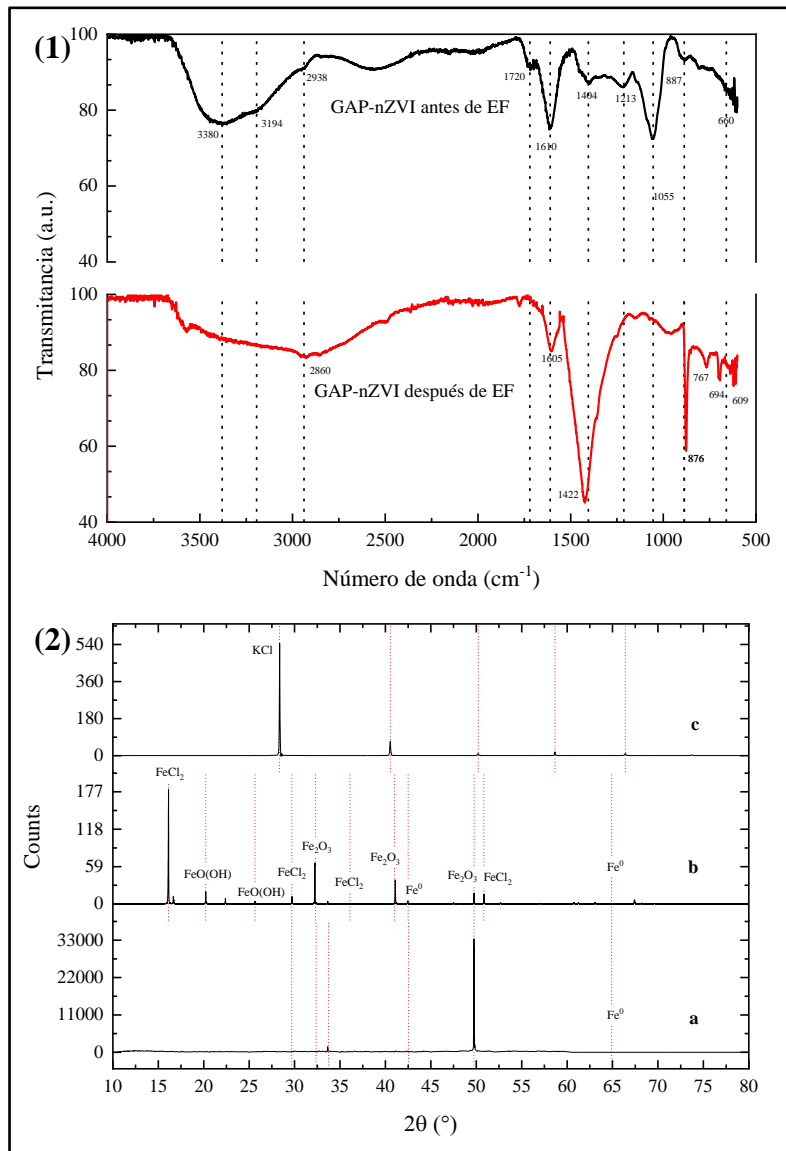 (1)
100
80
60
40
3380
3194
2938
GAP-nZVI antes de EF
1720
1610
1404
1213
1055
887
660
Transmitancia (a.u.)
100
80
60
40
2860
GAP-nZVI después de EF
1605
1422
876
767
694
609
4000 3500 3000 2500 2000 1500 1000 500
Número de onda (cm-1)
(2)
540
360
180
0
KCl
c
Counts
177
118
59
0
FeCl2
FeO(OH)
FeO(OH)
FeCl2
Fe2O3
FeCl2
Fe2O3
Fe0
Fe2O3
FeCl2
Fe0
b
33000
22000
11000
0
Fe0
a
10 15 20 25 30 35 40 45 50 55 60 65 70 75 80
2θ (°)